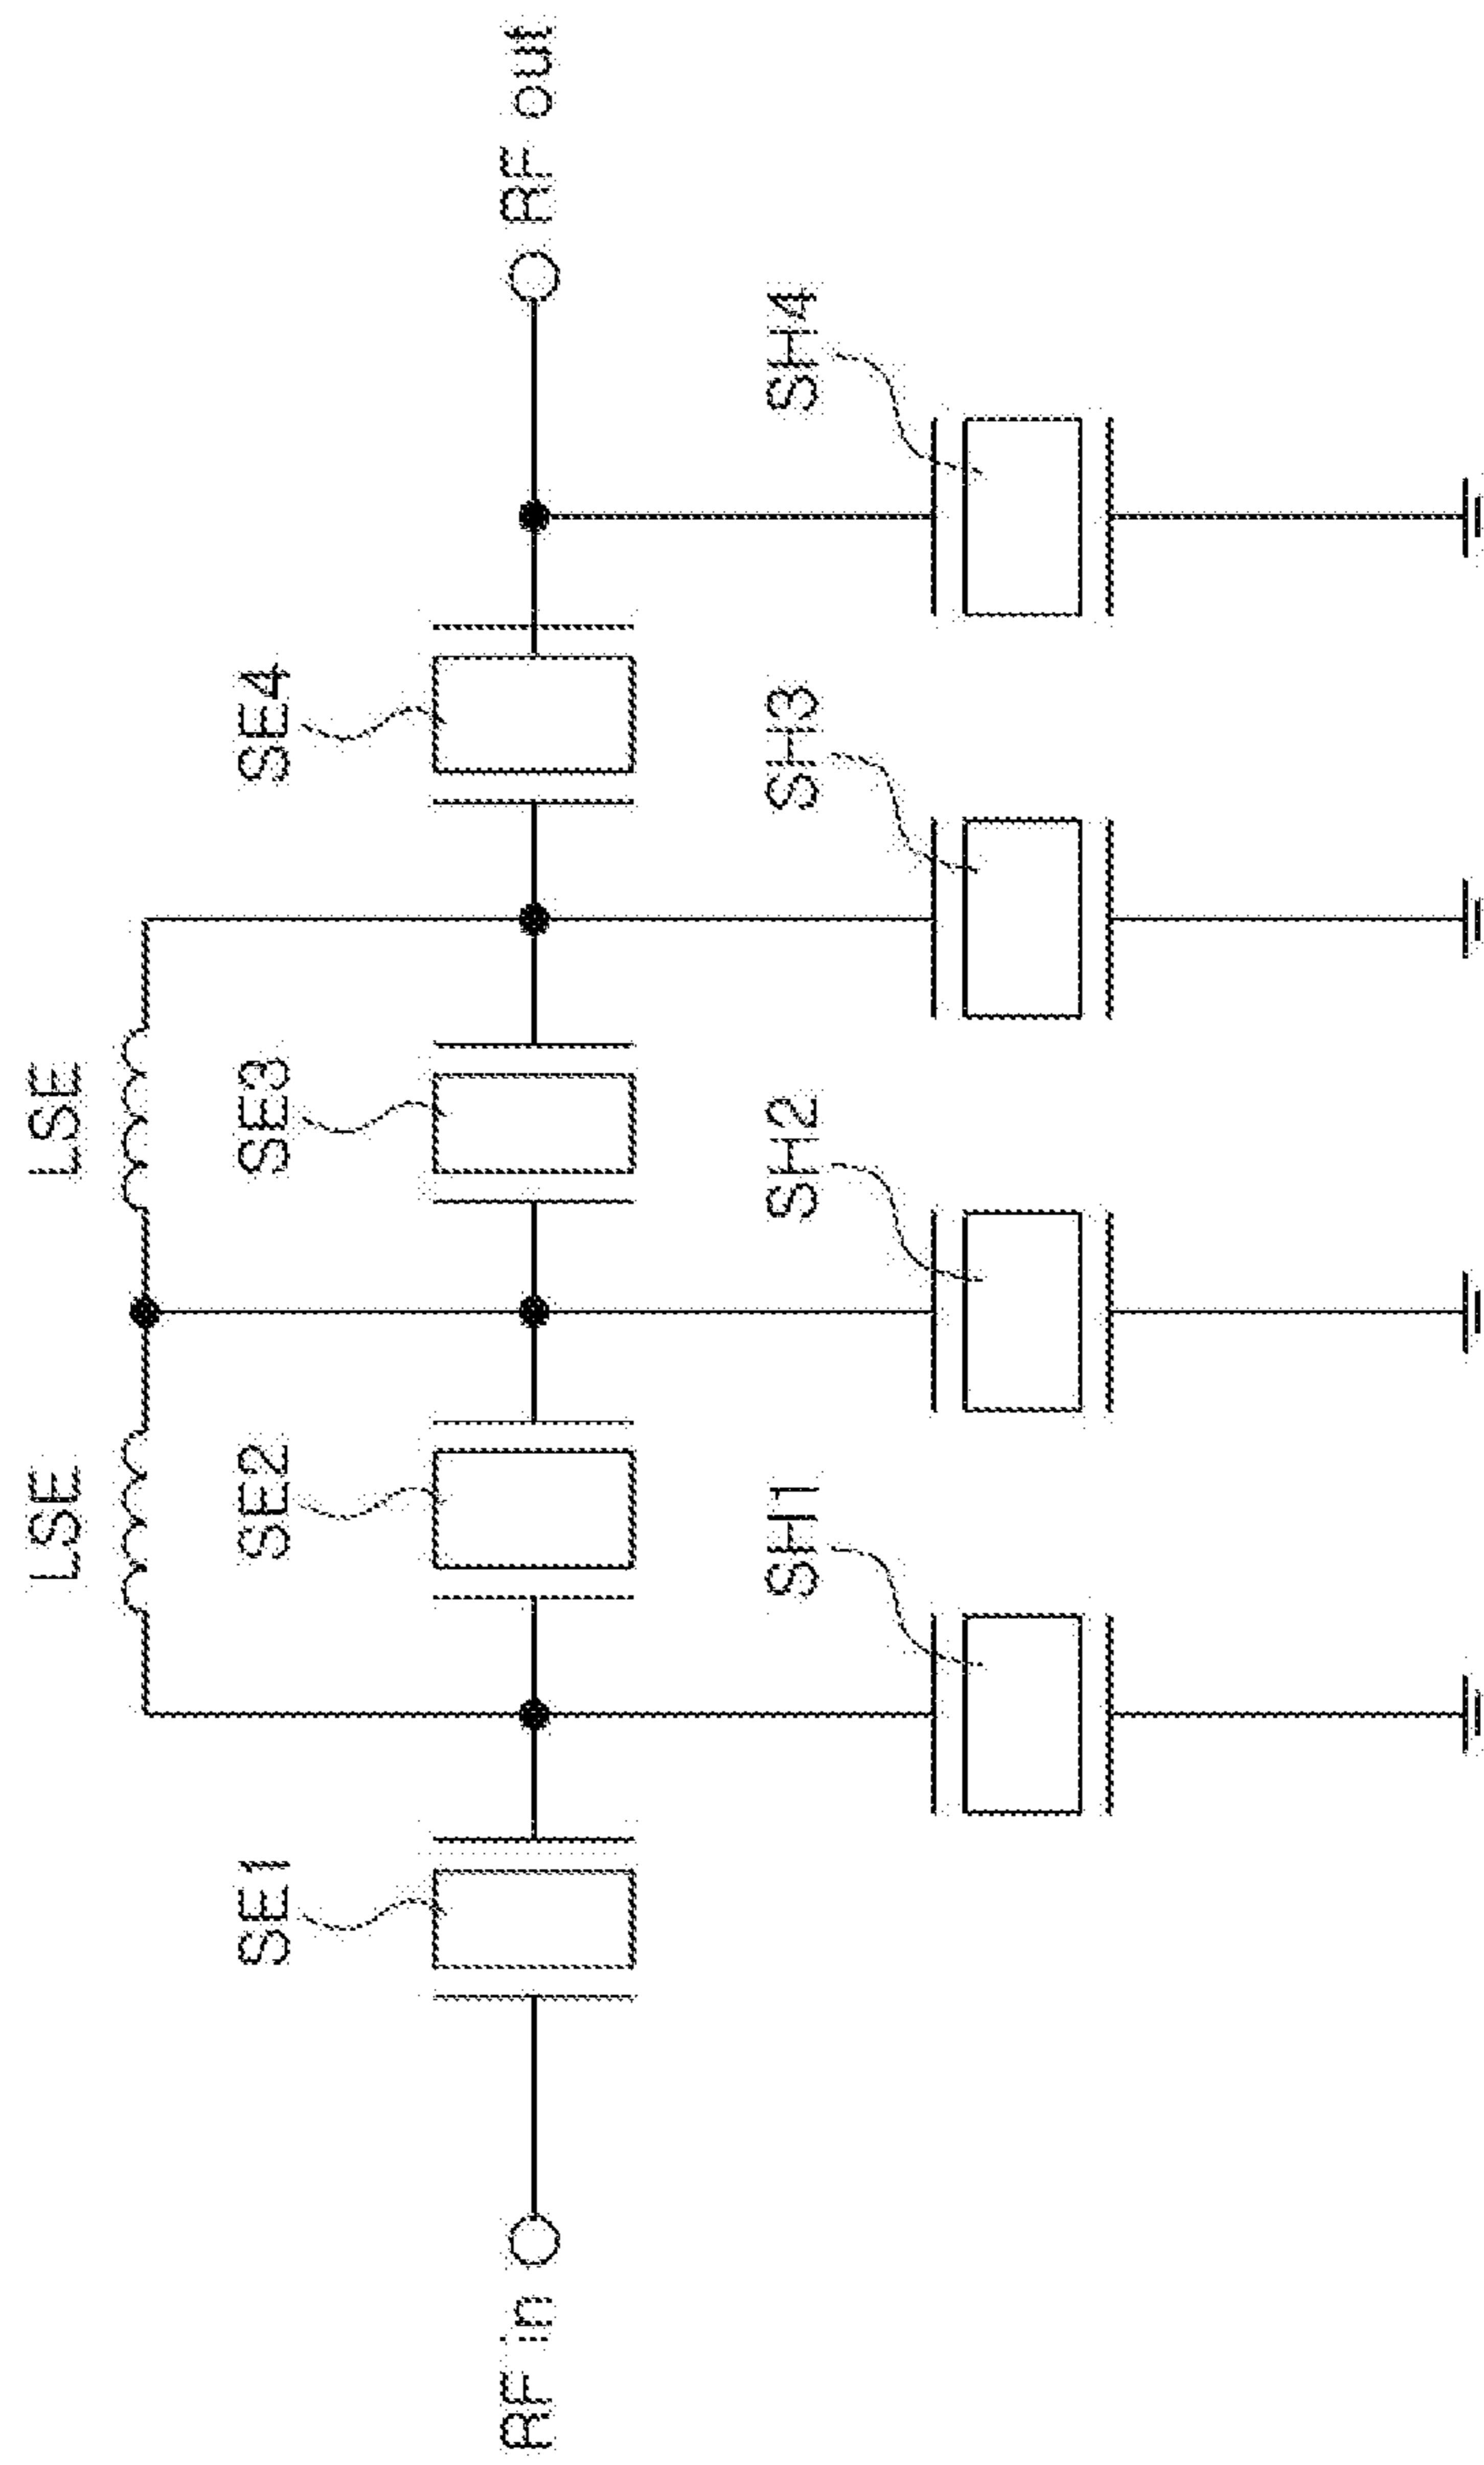 LSE
LSE
SE1
SE2
SE3
SE4
RF in
RF out
SH1
SH2
SH3
SH4